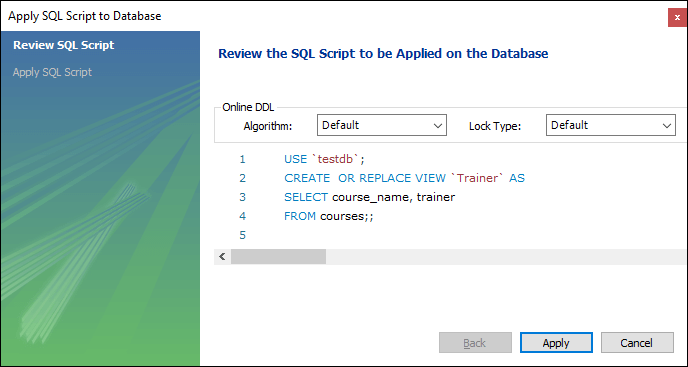 Apply SQL Script to Database
x
Review SQL Script
Apply SQL Script
Review the SQL Script to be Applied on the Database
Online DDL
Algorithm: Default Lock Type: Default
1 USE `testdb`;
2 CREATE  OR REPLACE VIEW `Trainer` AS
3 SELECT course_name, trainer
4 FROM courses;;
5
Back Apply Cancel